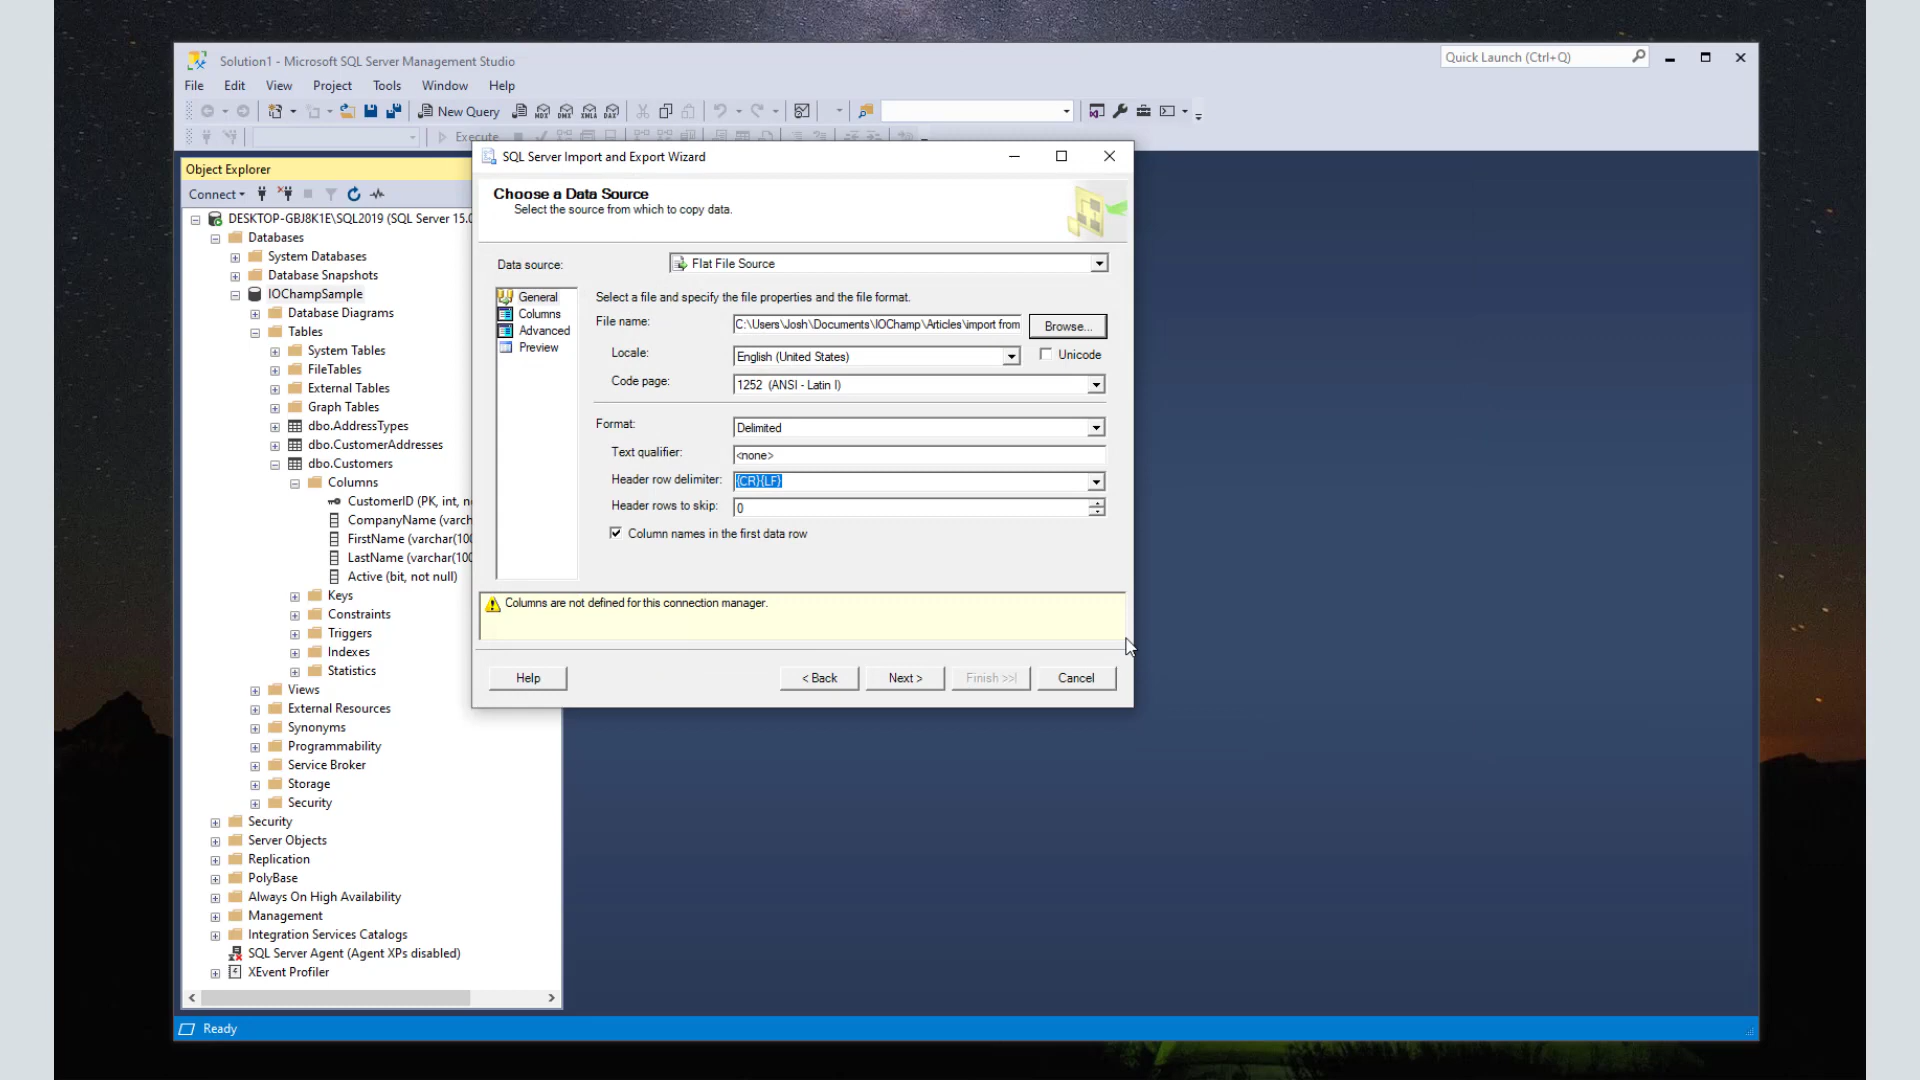 Solution1 - Microsoft SQL Server Management Studio
Quick Launch (Ctrl+Q)
File Edit View Project Tools Window Help
New Query
MDX DMX XMLA DAX
Execute
Object Explorer
Connect
DESKTOP-GBJ8K1E\SQL2019 (SQL Server 15.0
Databases
System Databases
Database Snapshots
IOChampSample
Database Diagrams
Tables
System Tables
FileTables
External Tables
Graph Tables
dbo.AddressTypes
dbo.CustomerAddresses
dbo.Customers
Columns
CustomerID (PK, int, n
CompanyName (varch
FirstName (varchar(100
LastName (varchar(100
Active (bit, not null)
Keys
Constraints
Triggers
Indexes
Statistics
Views
External Resources
Synonyms
Programmability
Service Broker
Storage
Security
Security
Server Objects
Replication
PolyBase
Always On High Availability
Management
Integration Services Catalogs
SQL Server Agent (Agent XPs disabled)
XEvent Profiler
Ready
SQL Server Import and Export Wizard
Choose a Data Source
Select the source from which to copy data.
Data source: Flat File Source
General
Columns
Advanced
Preview
Select a file and specify the file properties and the file format.
File name: C:\Users\Josh\Documents\IOChamp\Articles\import from Browse...
Locale: English (United States) Unicode
Code page: 1252 (ANSI - Latin I)
Format: Delimited
Text qualifier: <none>
Header row delimiter: {CR}{LF}
Header rows to skip: 0
Column names in the first data row
Columns are not defined for this connection manager.
Help < Back Next > Finish >>| Cancel